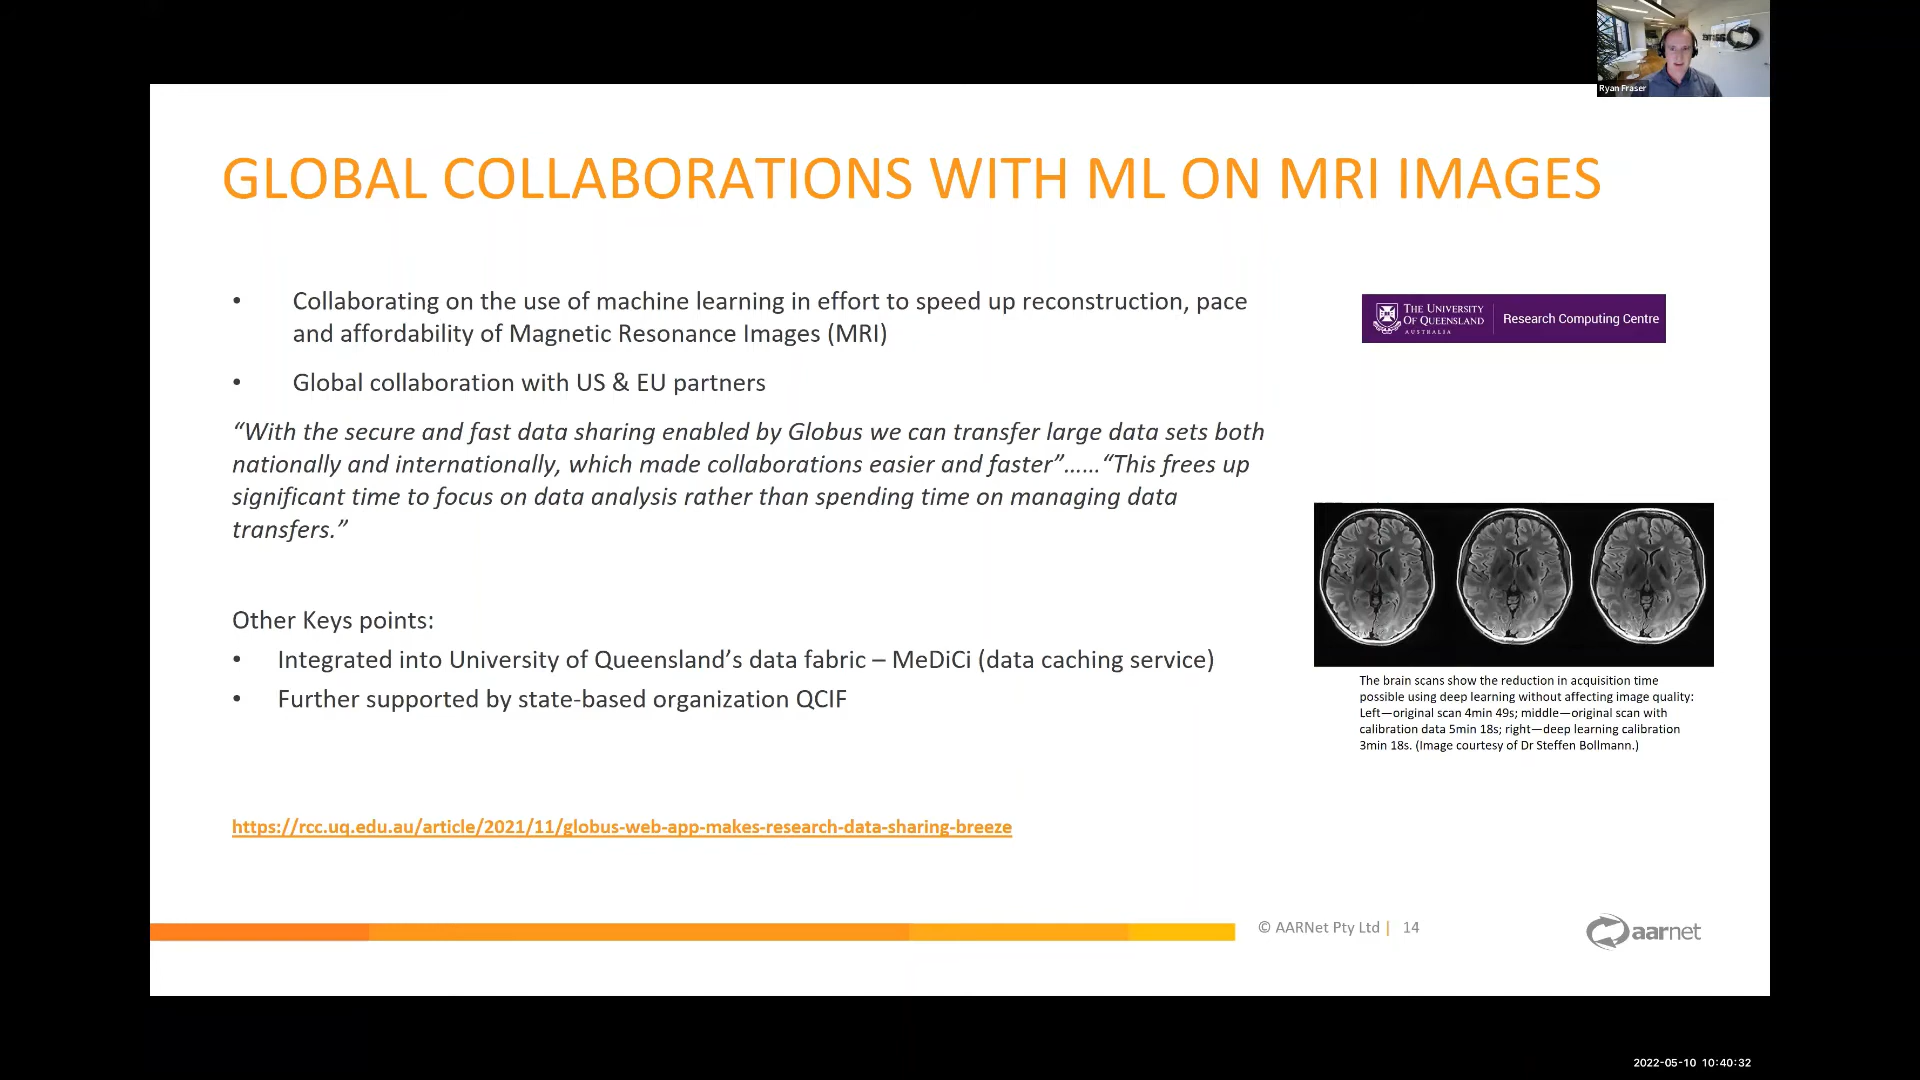 Ryan Fraser
GLOBAL COLLABORATIONS WITH ML ON MRI IMAGES
• Collaborating on the use of machine learning in effort to speed up reconstruction, pace
and affordability of Magnetic Resonance Images (MRI)
• Global collaboration with US & EU partners
“With the secure and fast data sharing enabled by Globus we can transfer large data sets both
nationally and internationally, which made collaborations easier and faster”……“This frees up
significant time to focus on data analysis rather than spending time on managing data
transfers.”
Other Keys points:
• Integrated into University of Queensland’s data fabric – MeDiCi (data caching service)
• Further supported by state-based organization QCIF
https://rcc.uq.edu.au/article/2021/11/globus-web-app-makes-research-data-sharing-breeze
THE UNIVERSITY
OF QUEENSLAND
AUSTRALIA
Research Computing Centre
The brain scans show the reduction in acquisition time
possible using deep learning without affecting image quality:
Left—original scan 4min 49s; middle—original scan with
calibration data 5min 18s; right—deep learning calibration
3min 18s. (Image courtesy of Dr Steffen Bollmann.)
© AARNet Pty Ltd | 14
aarnet
2022-05-10 10:40:32